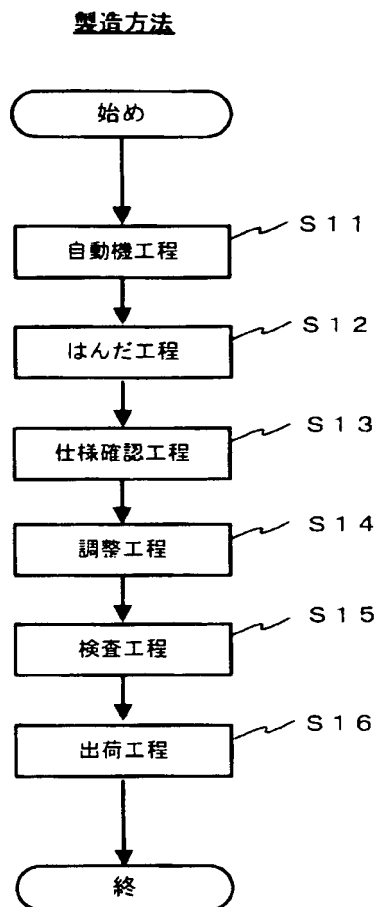 製造方法
始め
S11
自動機工程
S12
はんだ工程
S13
仕様確認工程
S14
調整工程
S15
検査工程
S16
出荷工程
終